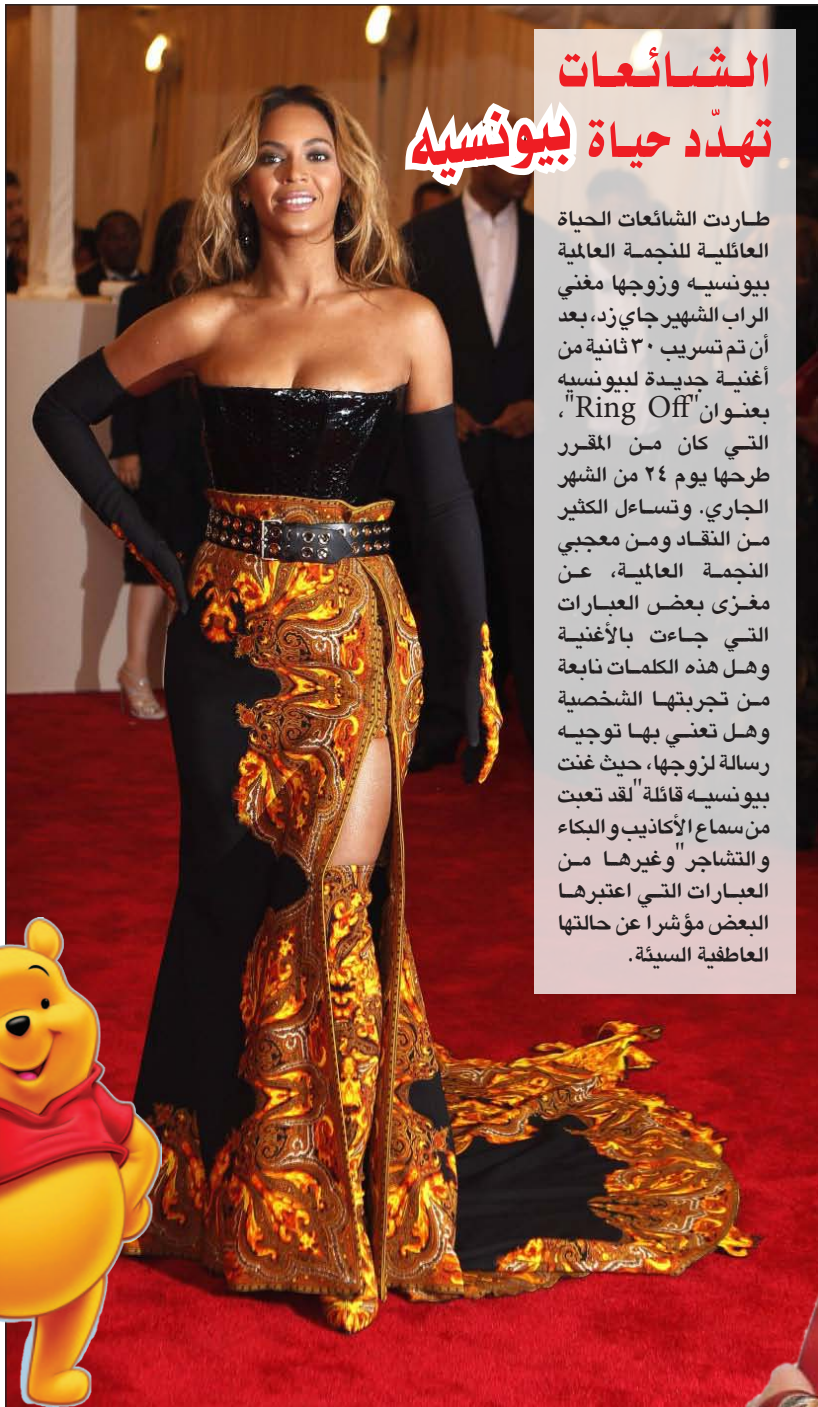 الشائعات
تهدّد حياة بيونسيه
طاردت الشائعات الحياة
العائلية للنجمة العالمية
بيونسيه وزوجها مغني
الراب الشهير جاي زد، بعد
أن تم تسريب ٣٠ ثانية من
أغنية جديدة لبيونسيه
بعنوان"Ring Off"،
التي كان من المقرر
طرحها يوم ٢٤ من الشهر
الجاري. وتساءل الكثير
من النقاد ومن معجبي
النجمة العالمية، عن
مغزى بعض العبارات
التي جاءت بالأغنية
وهل هذه الكلمات نابعة
من تجربتها الشخصية
وهل تعني بها توجيه
رسالة لزوجها، حيث غنت
بيونسيه قائلة"لقد تعبت
من سماع الأكاذيب والبكاء
والتشاجر"وغيرها من
العبارات التي اعتبرها
البعض مؤشرا عن حالتها
العاطفية السيئة.